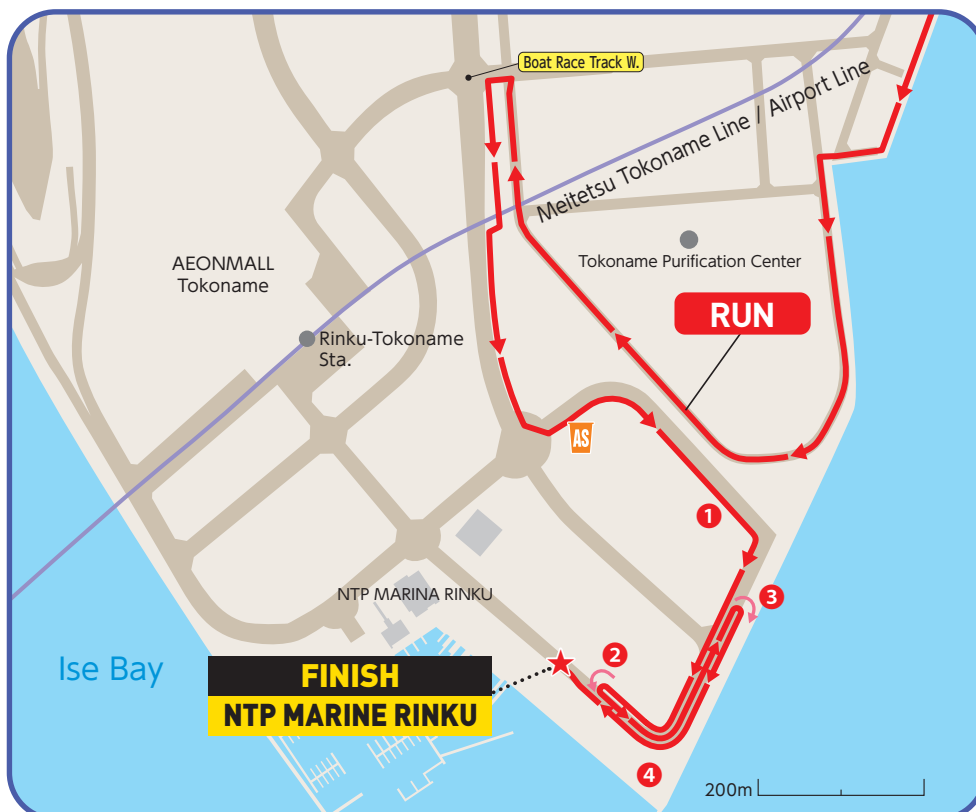 Boat Race Track W.
Meitetsu Tokoname Line / Airport Line
AEONMALL
Tokoname
Tokoname Purification Center
RUN
Rinku-Tokoname
Sta.
AS
1
NTP MARINA RINKU
3
2
Ise Bay
FINISH
NTP MARINE RINKU
4
200m